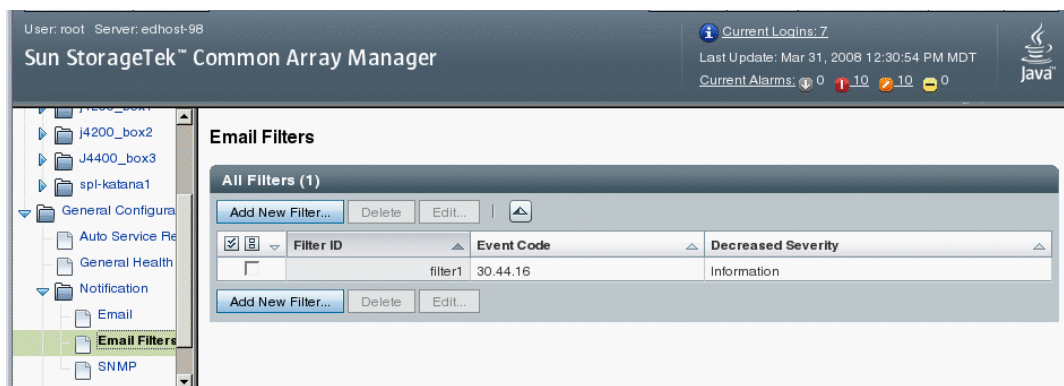 User: root Server: edhost-98
Sun StorageTek™ Common Array Manager
Current Logins: 7
Last Update: Mar 31, 2008 12:30:54 PM MDT
Current Alarms: 0 10 10 0
Java™
j4200_box2
J4400_box3
spl-katana1
General Configura
Auto Service Re
General Health
Notification
Email
Email Filters
SNMP
Email Filters
All Filters (1)
Add New Filter... Delete Edit...
Filter ID Event Code Decreased Severity
filter1 30.44.16 Information
Add New Filter... Delete Edit...